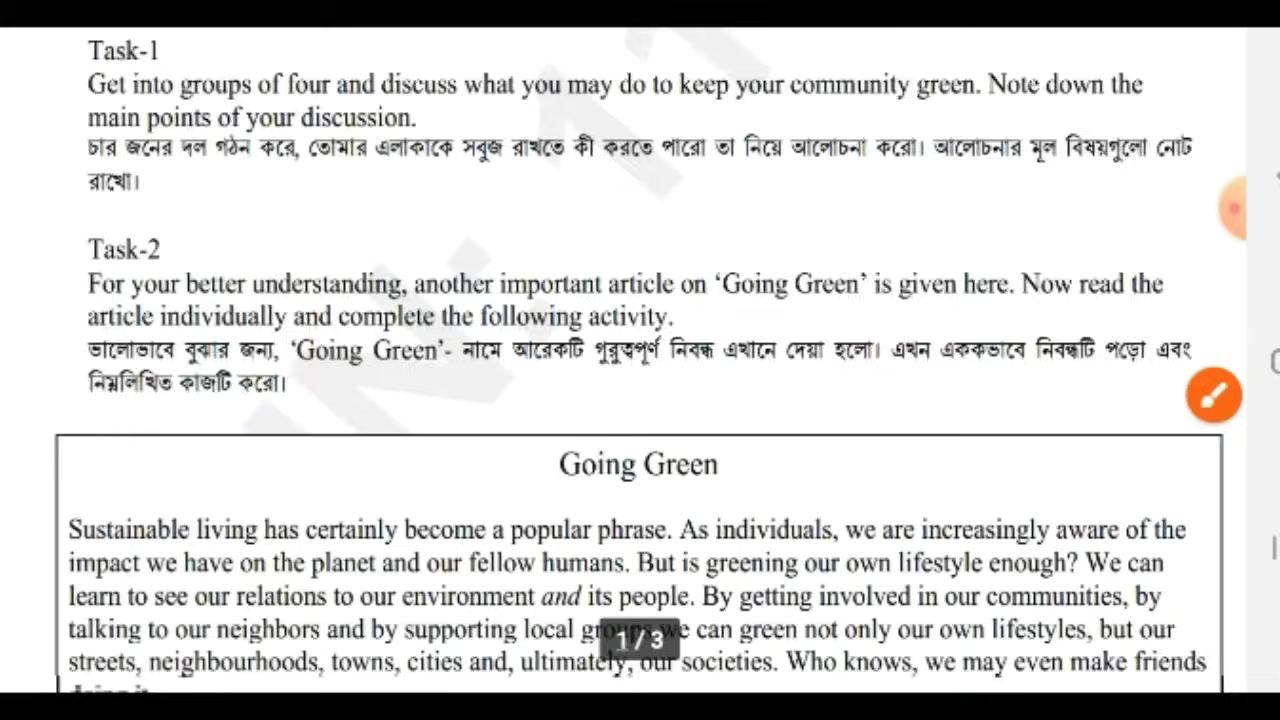 Task-1
Get into groups of four and discuss what you may do to keep your community green. Note down the
main points of your discussion.
চার জনের দল গঠন করে, তোমার এলাকাকে সবুজ রাখতে কী করতে পারো তা নিয়ে আলোচনা করো। আলোচনার মূল বিষয়গুলো নোট
রাখো।
Task-2
For your better understanding, another important article on ‘Going Green’ is given here. Now read the
article individually and complete the following activity.
ভালোভাবে বুঝার জন্য, ‘Going Green’- নামে আরেকটি গুরুত্বপূর্ণ নিবন্ধ এখানে দেয়া হলো। এখন এককভাবে নিবন্ধটি পড়ো এবং
নিম্নলিখিত কাজটি করো।
Going Green
Sustainable living has certainly become a popular phrase. As individuals, we are increasingly aware of the
impact we have on the planet and our fellow humans. But is greening our own lifestyle enough? We can
learn to see our relations to our environment and its people. By getting involved in our communities, by
talking to our neighbors and by supporting local we can green not only our own lifestyles, but our
1/3
streets, neighbourhoods, towns, cities and, ultimately, our societies. Who knows, we may even make friends